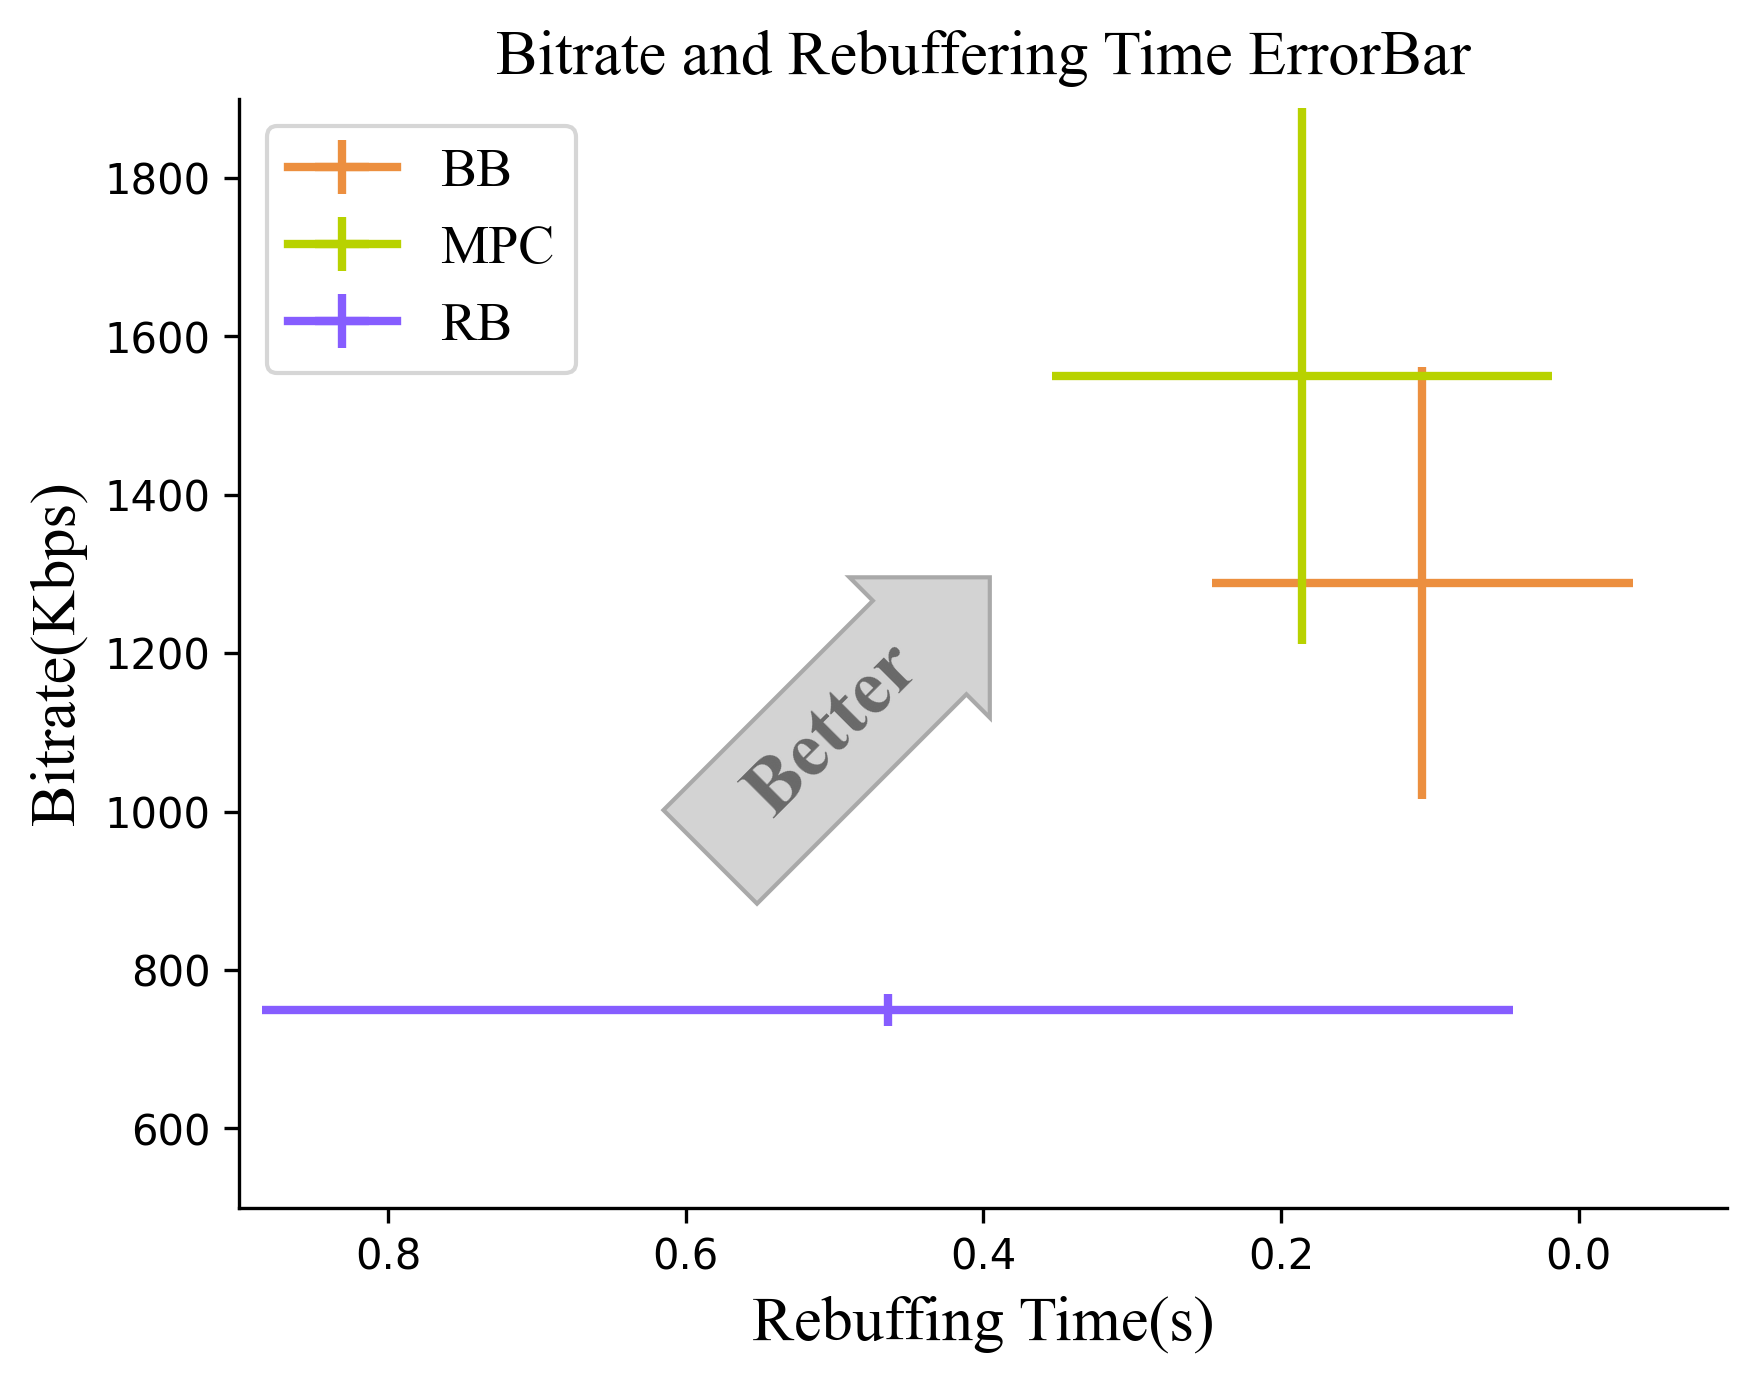 Bitrate and Rebuffering Time ErrorBar
BB
MPC
RB
1800
1600
1400
1200
1000
800
600
Bitrate(Kbps)
Better
0.8 0.6 0.4 0.2 0.0
Rebuffing Time(s)